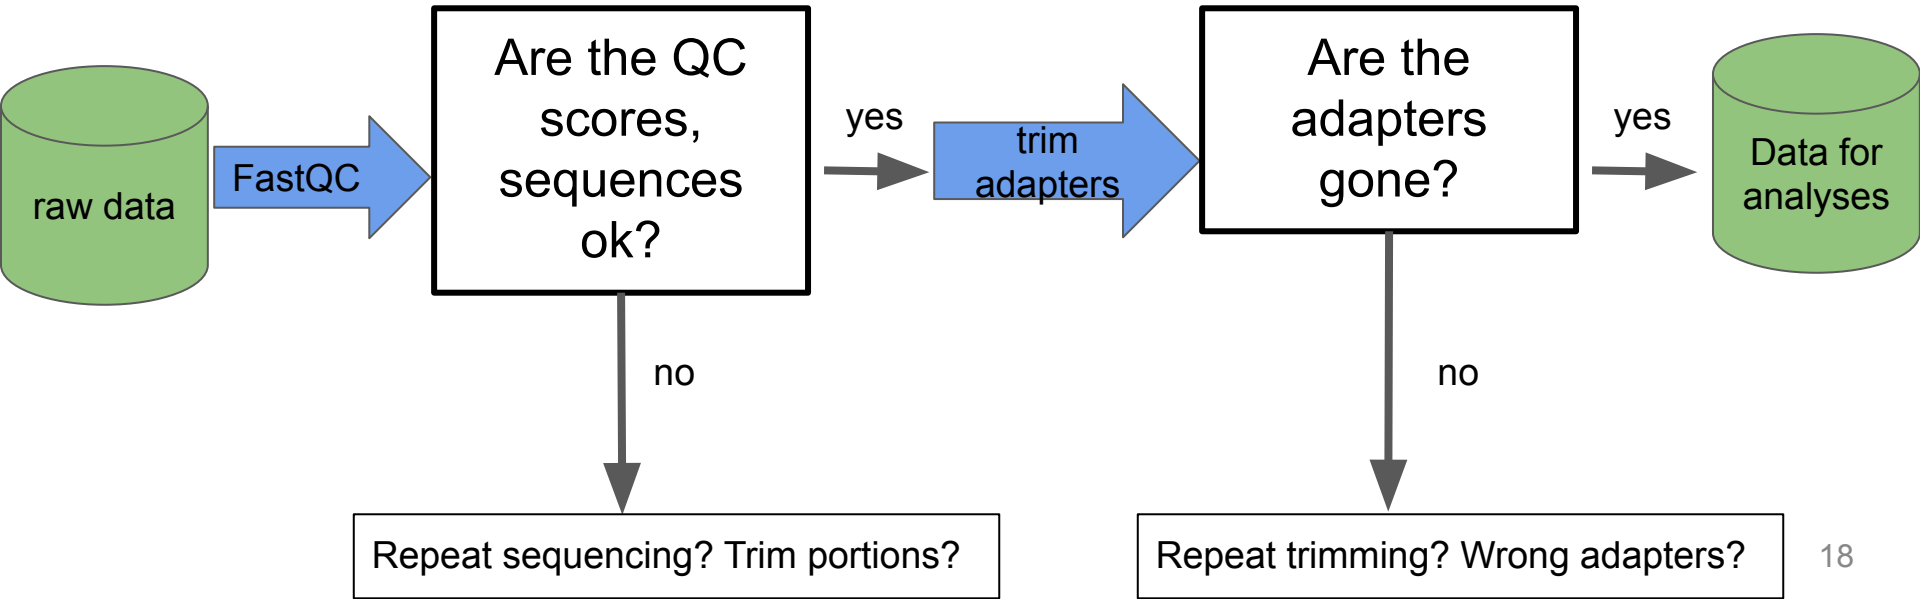 raw data
FastQC
Are the QC
scores,
sequences
ok?
yes
trim
adapters
Are the
adapters
gone?
yes
Data for
analyses
no
no
Repeat sequencing? Trim portions?
Repeat trimming? Wrong adapters?
18